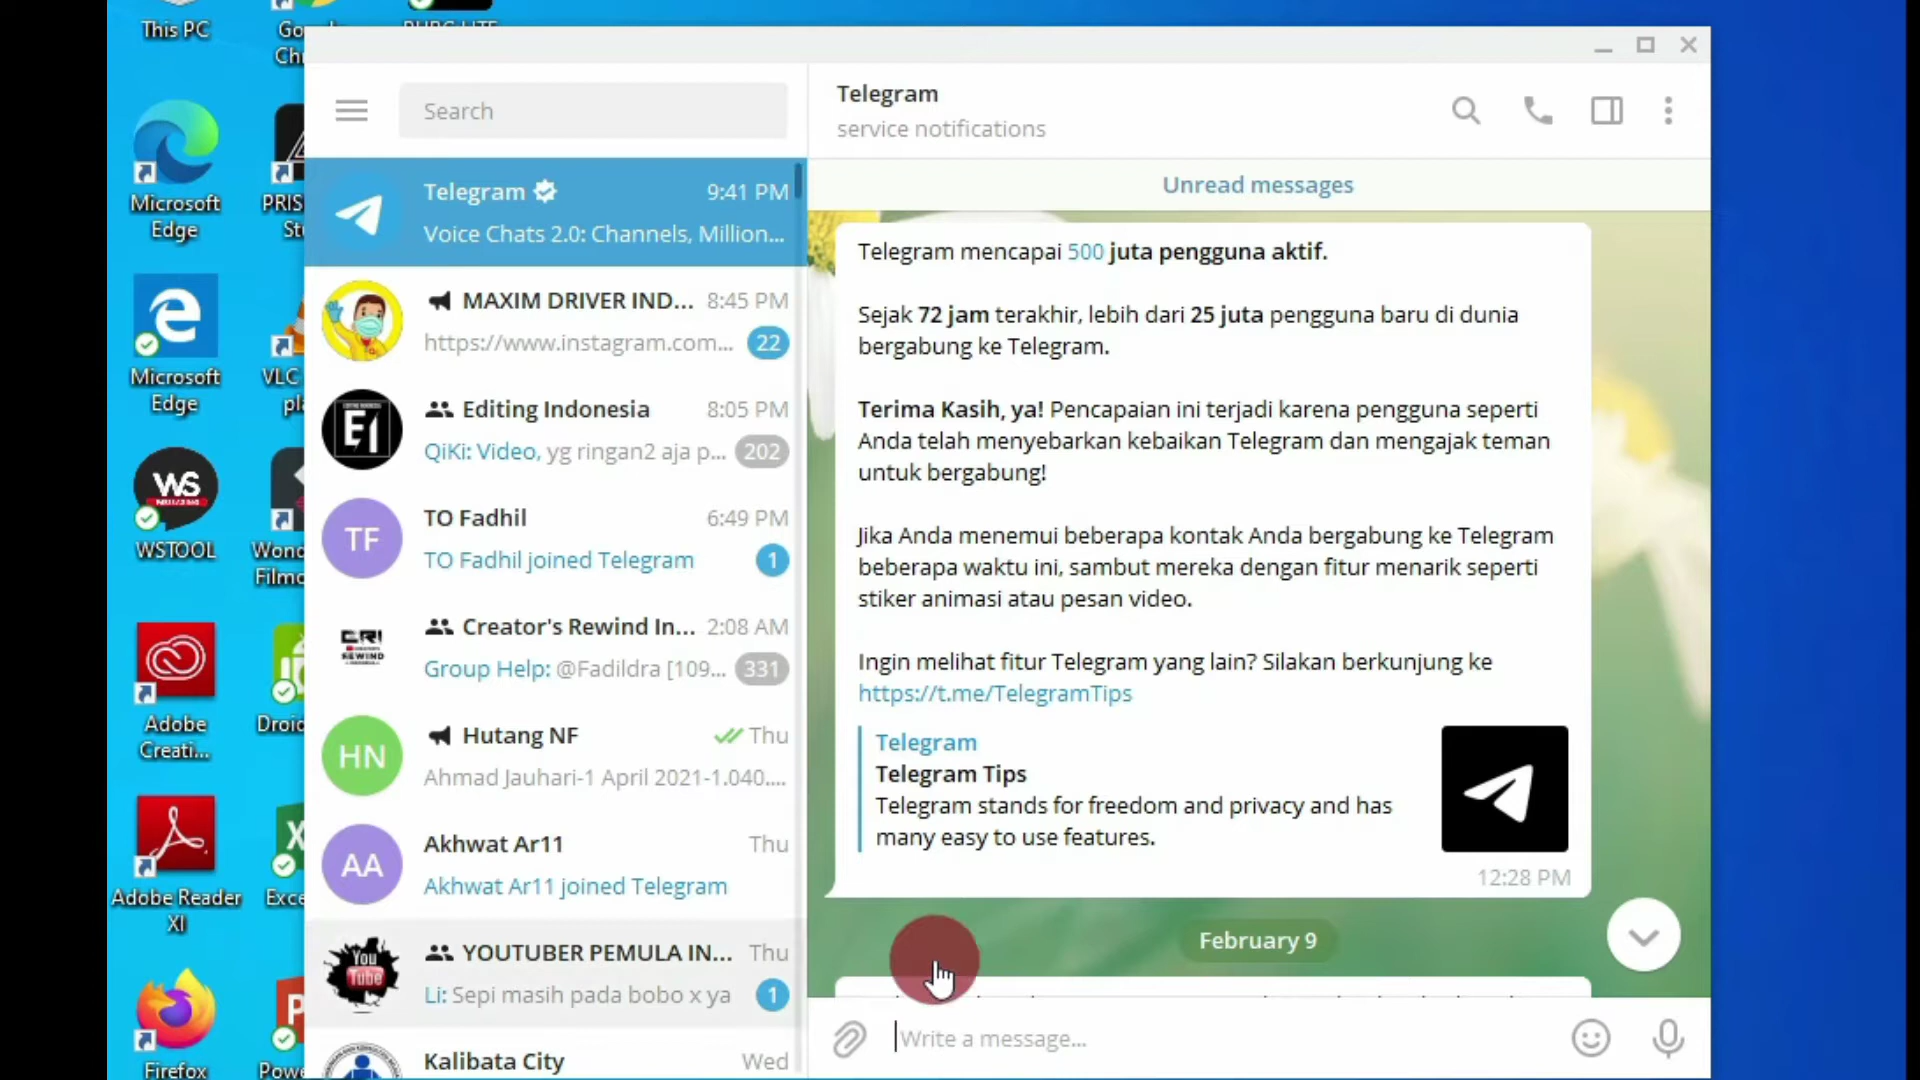 This PC
Microsoft
Edge
Microsoft
Edge
WS
WSTOOL
Adobe
Creati...
Adobe Reader
XI
Firefox
Search
Telegram
9:41 PM
Voice Chats 2.0: Channels, Million...
MAXIM DRIVER IND...
8:45 PM
https://www.instagram.com...
22
Editing Indonesia
8:05 PM
QiKi: Video, yg ringan2 aja p...
202
TF
TO Fadhil
6:49 PM
TO Fadhil joined Telegram
1
CRI
REWIND
Creator's Rewind In...
2:08 AM
Group Help: @Fadildra [109...
331
HN
Hutang NF
Thu
Ahmad Jauhari-1 April 2021-1.040....
AA
Akhwat Ar11
Thu
Akhwat Ar11 joined Telegram
You
Tube
YOUTUBER PEMULA IN...
Thu
Li: Sepi masih pada bobo x ya
1
Kalibata City
Wed
Telegram
service notifications
Unread messages
Telegram mencapai 500 juta pengguna aktif.
Sejak 72 jam terakhir, lebih dari 25 juta pengguna baru di dunia
bergabung ke Telegram.
Terima Kasih, ya! Pencapaian ini terjadi karena pengguna seperti
Anda telah menyebarkan kebaikan Telegram dan mengajak teman
untuk bergabung!
Jika Anda menemui beberapa kontak Anda bergabung ke Telegram
beberapa waktu ini, sambut mereka dengan fitur menarik seperti
stiker animasi atau pesan video.
Ingin melihat fitur Telegram yang lain? Silakan berkunjung ke
https://t.me/TelegramTips
Telegram
Telegram Tips
Telegram stands for freedom and privacy and has
many easy to use features.
12:28 PM
February 9
Write a message...